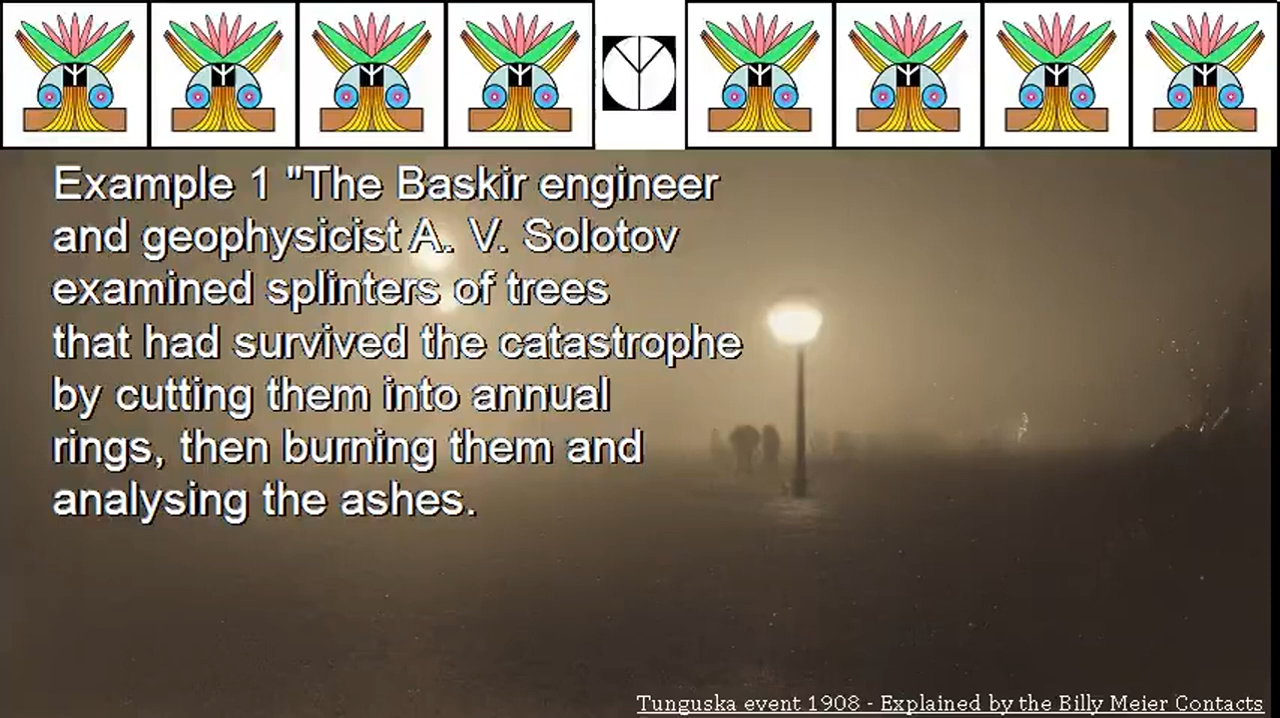 Example 1 "The Baskir engineer
and geophysicist A. V. Solotov
examined splinters of trees
that had survived the catastrophe
by cutting them into annual
rings, then burning them and
analysing the ashes.
Tunguska event 1908 - Explained by the Billy Meier Contacts